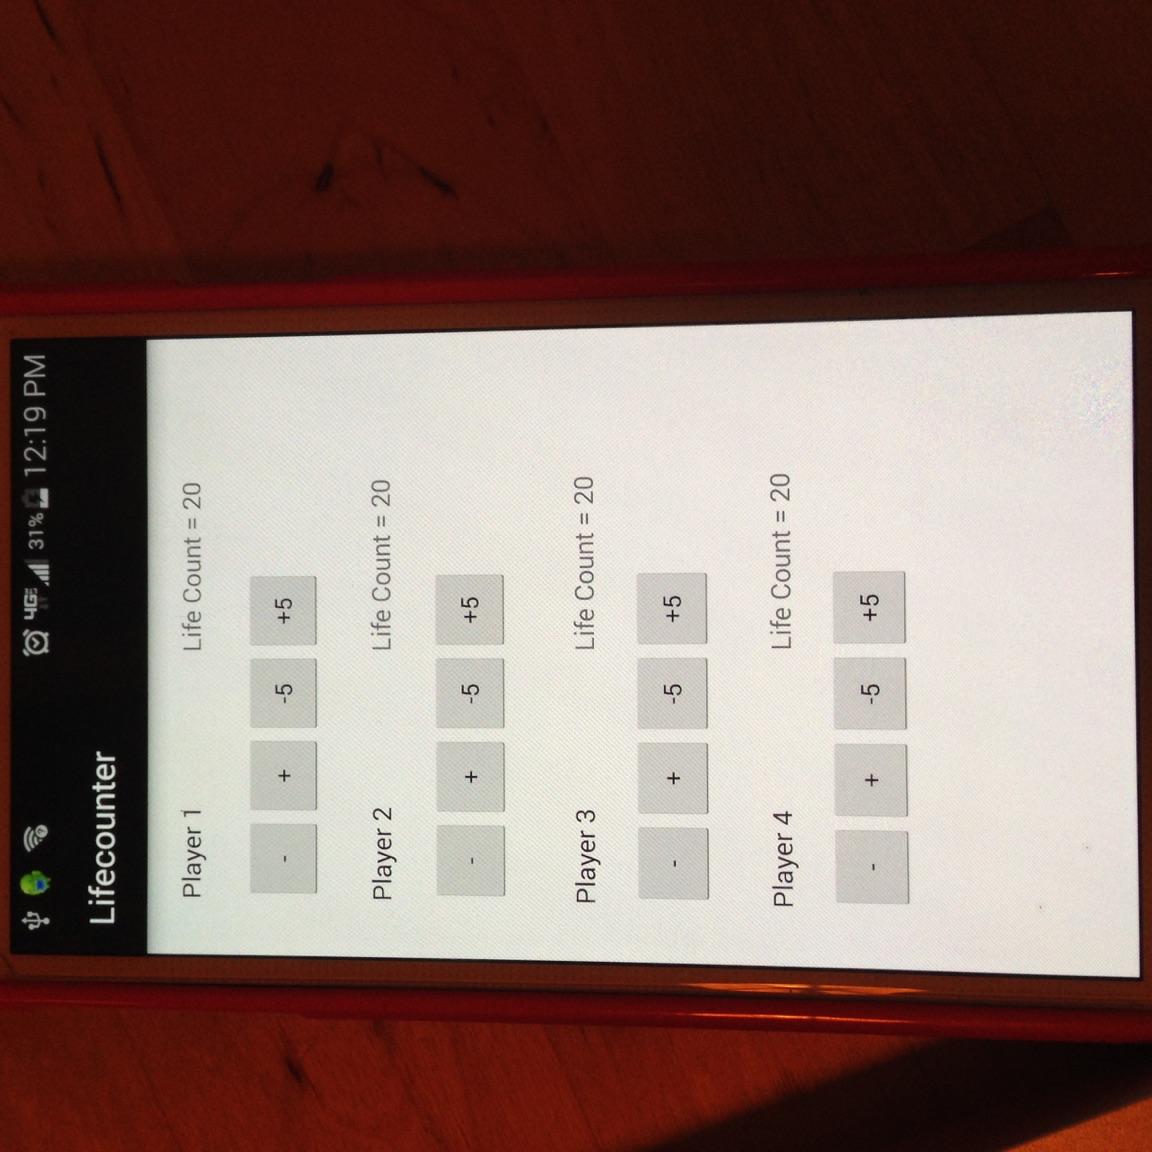 4GE 31% 12:19 PM
Lifecounter
Player 1 Life Count = 20
- + -5 +5
Player 2 Life Count = 20
- + -5 +5
Player 3 Life Count = 20
- + -5 +5
Player 4 Life Count = 20
- + -5 +5